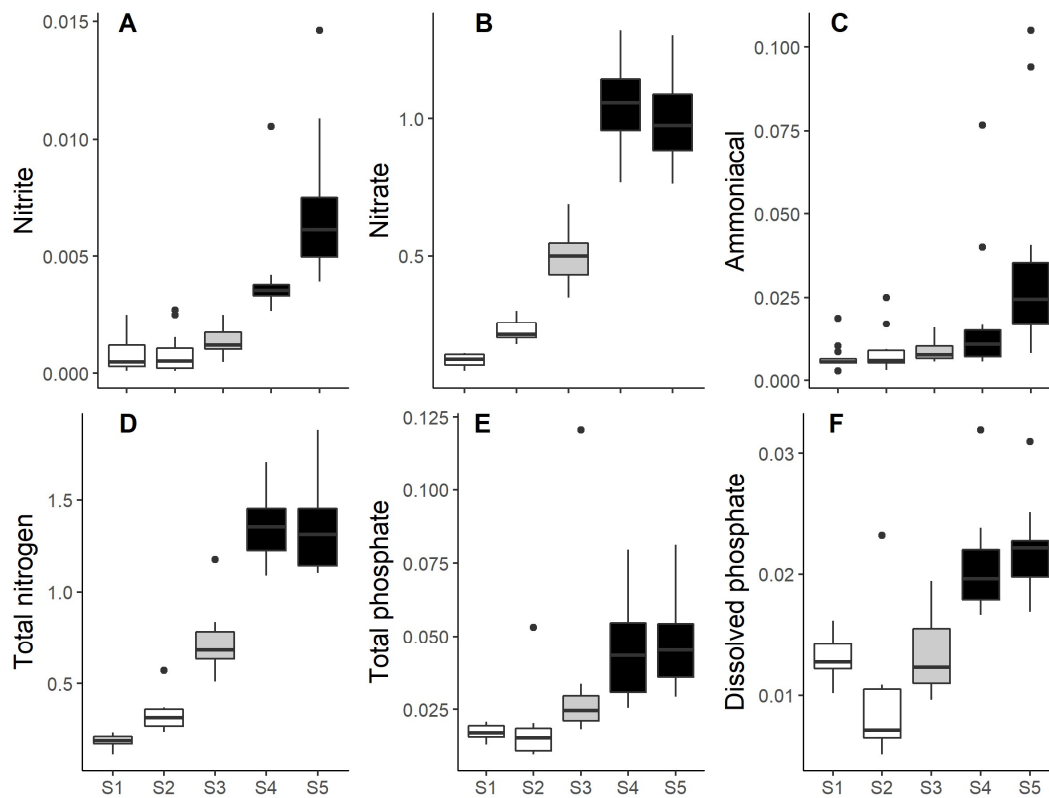 A
Nitrite
0.015
0.010
0.005
0.000
B
Nitrate
1.0
0.5
C
Ammoniacal
0.100
0.075
0.050
0.025
0.000
D
Total nitrogen
1.5
1.0
0.5
S1 S2 S3 S4 S5
E
Total phosphate
0.125
0.100
0.075
0.050
0.025
S1 S2 S3 S4 S5
F
Dissolved phosphate
0.03
0.02
0.01
S1 S2 S3 S4 S5